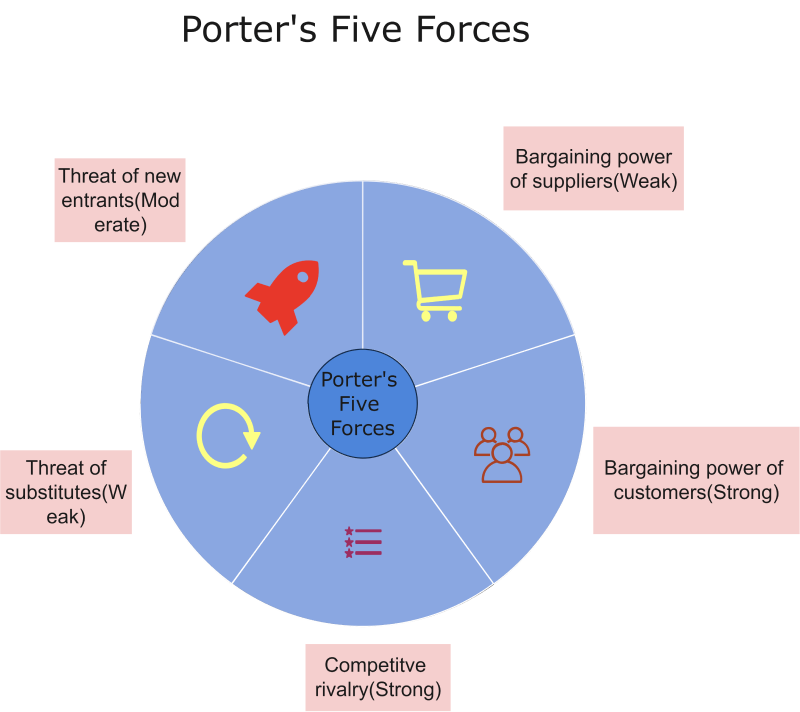 Porter's Five Forces
Bargaining power
of suppliers(Weak)
Threat of new
entrants(Mod
erate)
Porter's
Five
Forces
Bargaining power of
customers(Strong)
Threat of
substitutes(W
eak)
Competitve
rivalry(Strong)